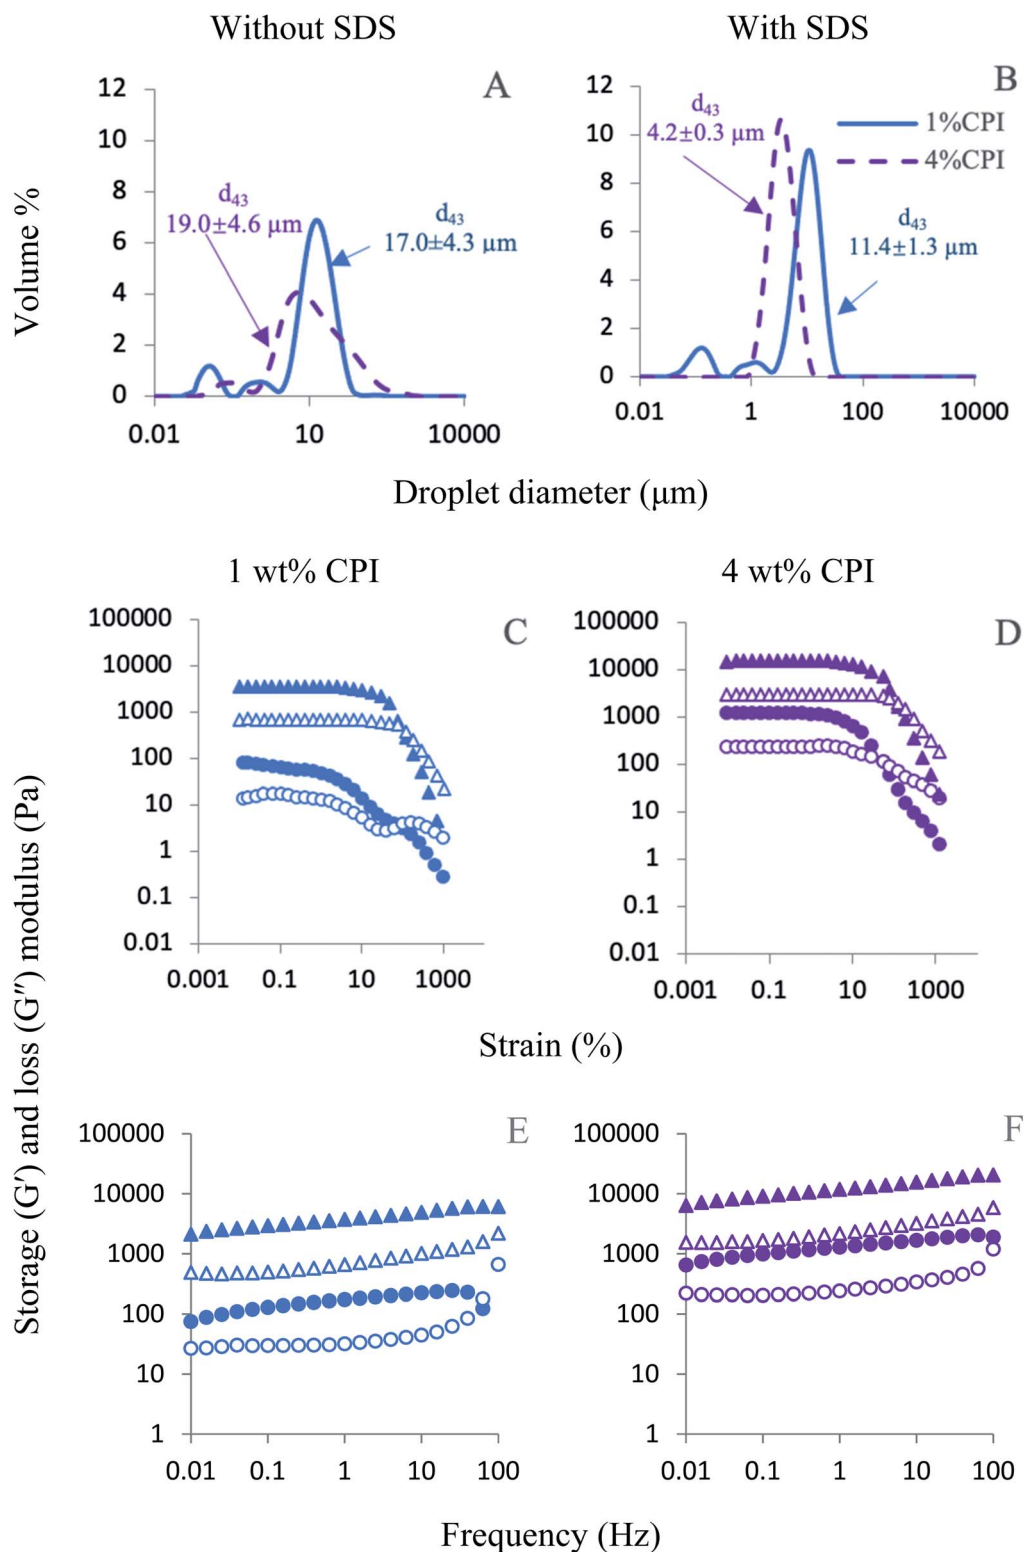 Without SDS
With SDS
A
12
10
8
6
4
2
0
0.01
10
10000
d43
19.0±4.6 µm
d43
17.0±4.3 µm
B
12
10
8
6
4
2
0
0.01
1
100
10000
d43
4.2±0.3 µm
1%CPI
4%CPI
d43
11.4±1.3 µm
Volume %
Droplet diameter (µm)
1 wt% CPI
4 wt% CPI
C
100000
10000
1000
100
10
1
0.1
0.01
0.001
0.1
10
1000
D
100000
10000
1000
100
10
1
0.1
0.01
0.001
0.1
10
1000
Strain (%)
Storage (G′) and loss (G″) modulus (Pa)
E
100000
10000
1000
100
10
1
0.01
0.1
1
10
100
F
100000
10000
1000
100
10
1
0.01
0.1
1
10
100
Frequency (Hz)